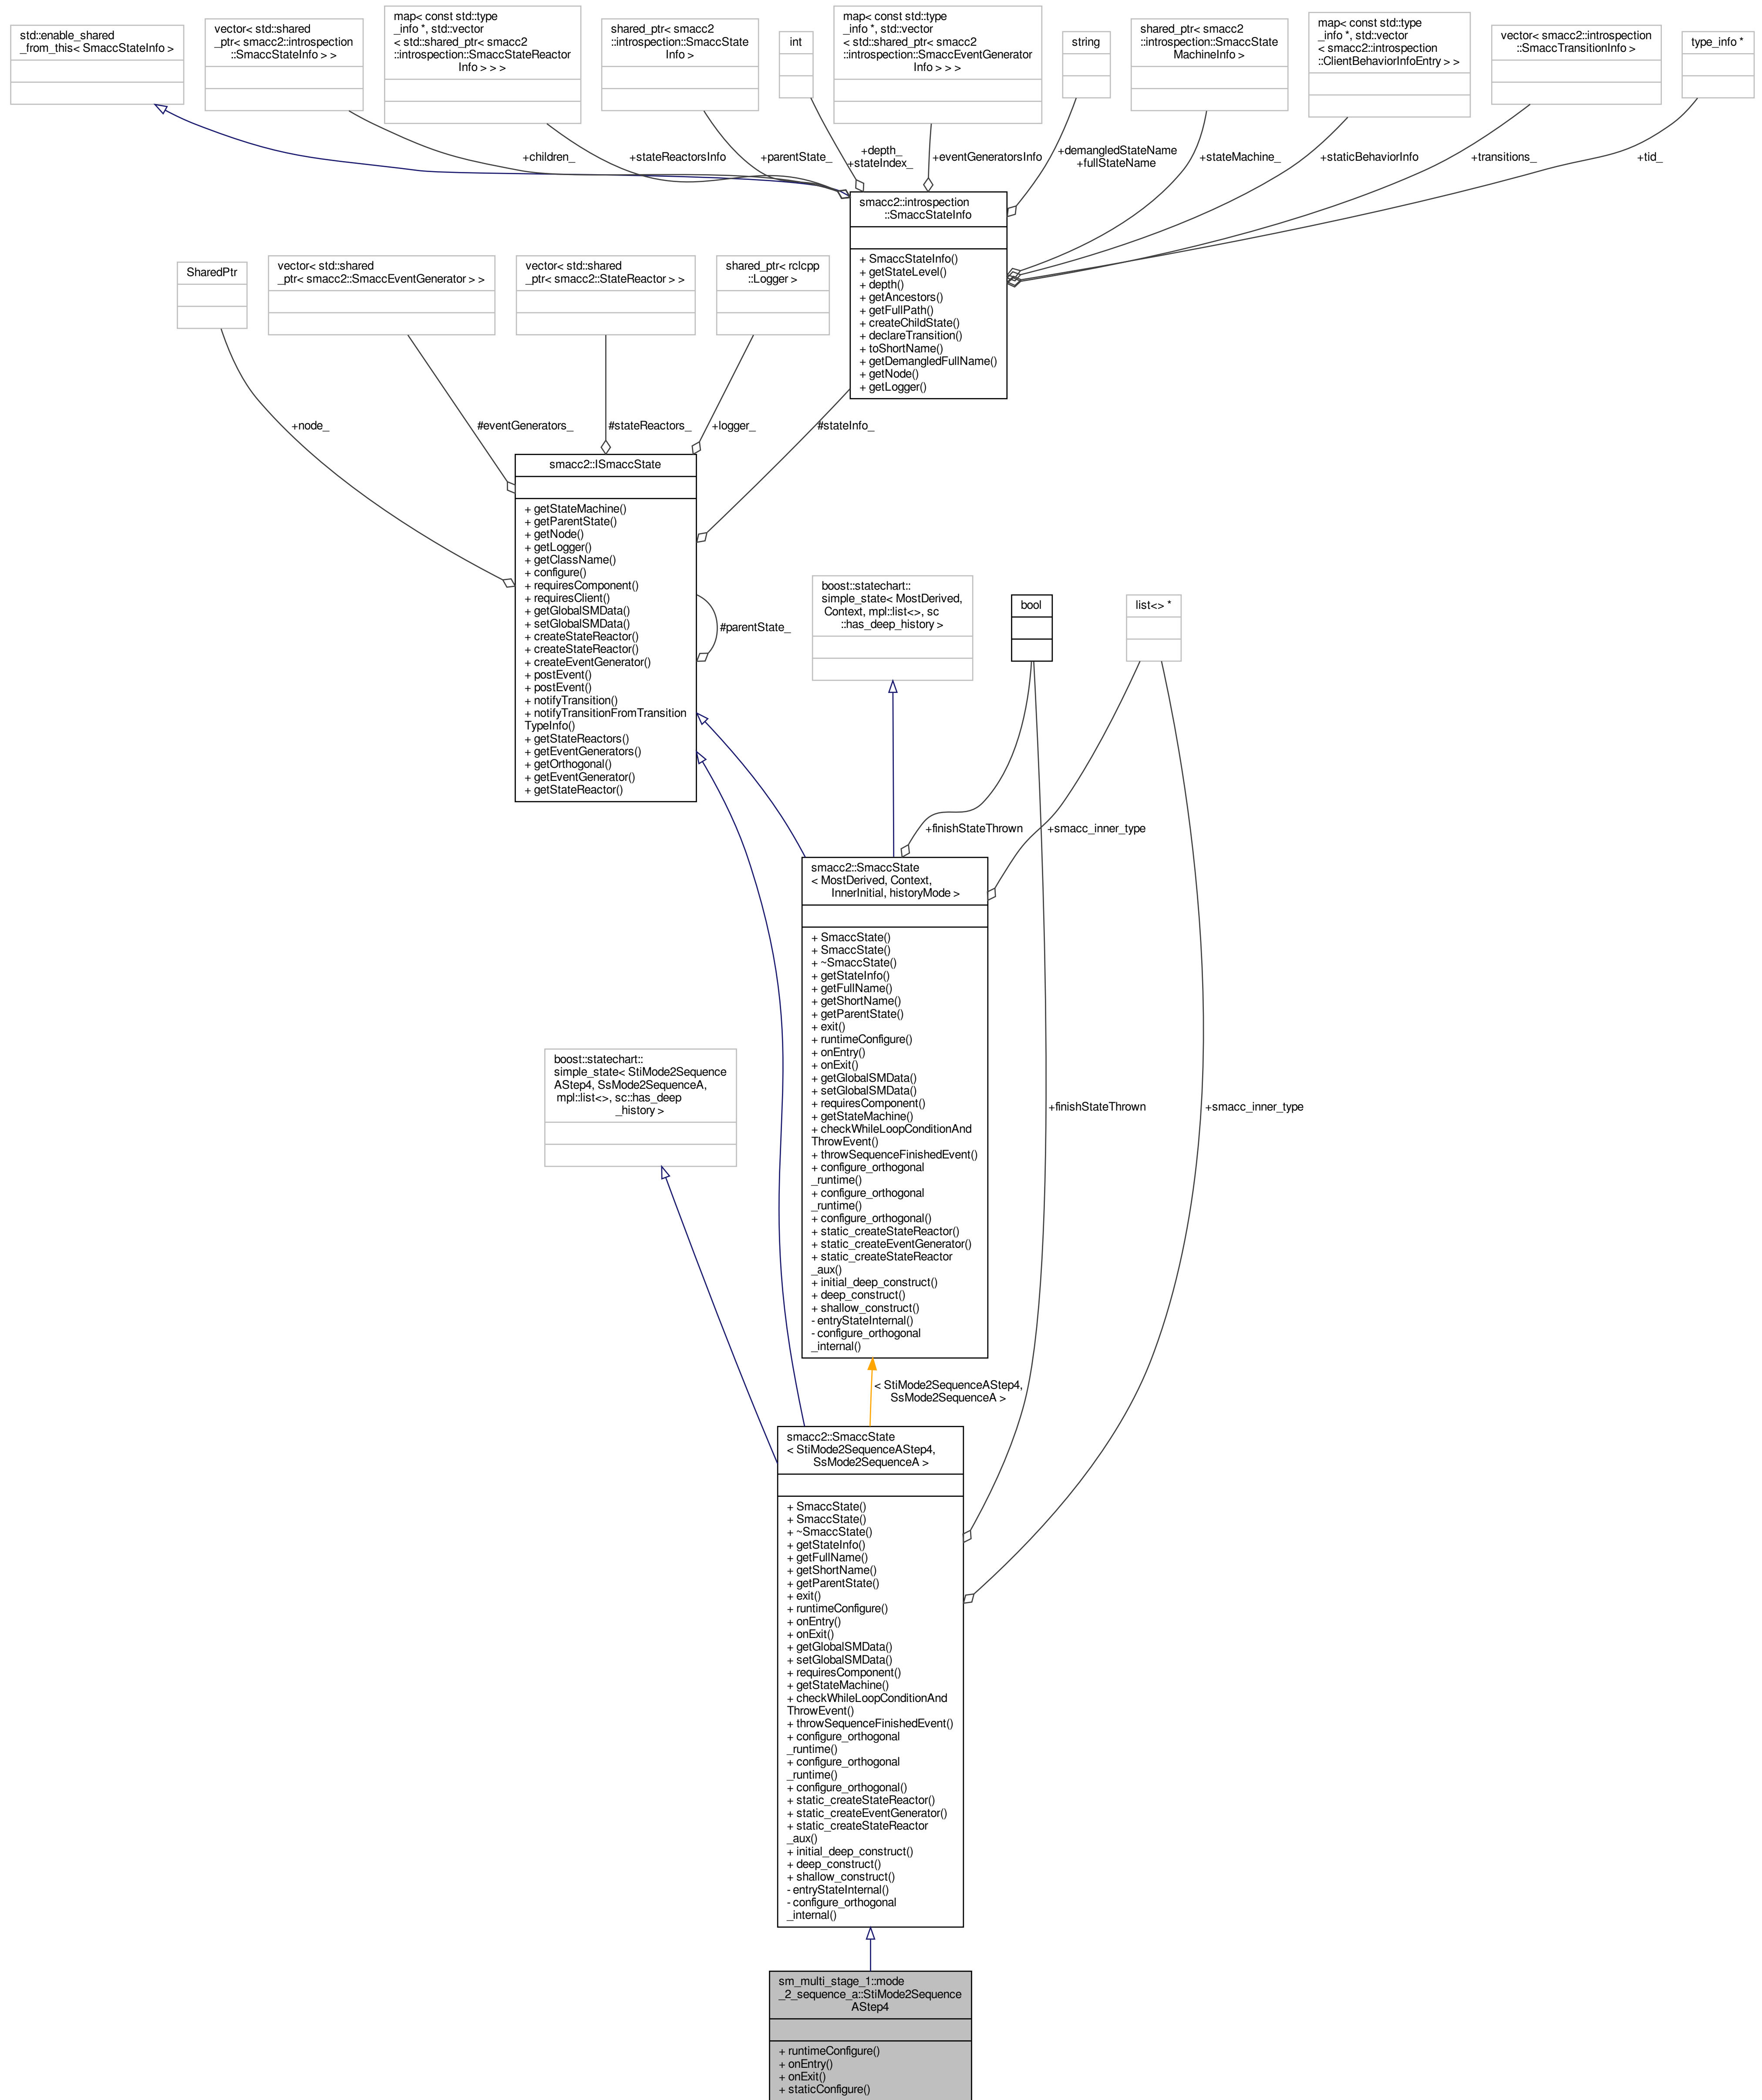 std::enable_shared
_from_this< SmaccStateInfo >
vector< std::shared
_ptr< smacc2::introspection
::SmaccStateInfo > >
map< const std::type
_info *, std::vector
< std::shared_ptr< smacc2
::introspection::SmaccStateReactor
Info > > >
shared_ptr< smacc2
::introspection::SmaccState
Info >
int
map< const std::type
_info *, std::vector
< std::shared_ptr< smacc2
::introspection::SmaccEventGenerator
Info > > >
string
shared_ptr< smacc2
::introspection::SmaccState
MachineInfo >
map< const std::type
_info *, std::vector
< smacc2::introspection
::ClientBehaviorInfoEntry > >
vector< smacc2::introspection
::SmaccTransitionInfo >
type_info *
+children_
+stateReactorsInfo
+parentState_
+depth_
+stateIndex_
+eventGeneratorsInfo
+demangledStateName
+fullStateName
+stateMachine_
+staticBehaviorInfo
+transitions_
+tid_
smacc2::introspection
::SmaccStateInfo
+ SmaccStateInfo()
+ getStateLevel()
+ depth()
+ getAncestors()
+ getFullPath()
+ createChildState()
+ declareTransition()
+ toShortName()
+ getDemangledFullName()
+ getNode()
+ getLogger()
SharedPtr
vector< std::shared
_ptr< smacc2::SmaccEventGenerator > >
vector< std::shared
_ptr< smacc2::StateReactor > >
shared_ptr< rclcpp
::Logger >
+node_
#eventGenerators_
#stateReactors_
+logger_
#stateInfo_
smacc2::ISmaccState
+ getStateMachine()
+ getParentState()
+ getNode()
+ getLogger()
+ getClassName()
+ configure()
+ requiresComponent()
+ requiresClient()
+ getGlobalSMData()
+ setGlobalSMData()
+ createStateReactor()
+ createStateReactor()
+ createEventGenerator()
+ postEvent()
+ postEvent()
+ notifyTransition()
+ notifyTransitionFromTransition
TypeInfo()
+ getStateReactors()
+ getEventGenerators()
+ getOrthogonal()
+ getEventGenerator()
+ getStateReactor()
#parentState_
boost::statechart::
simple_state< MostDerived,
Context, mpl::list<>, sc
::has_deep_history >
bool
list<> *
+finishStateThrown
+smacc_inner_type
smacc2::SmaccState
< MostDerived, Context,
InnerInitial, historyMode >
+ SmaccState()
+ SmaccState()
+ ~SmaccState()
+ getStateInfo()
+ getFullName()
+ getShortName()
+ getParentState()
+ exit()
+ runtimeConfigure()
+ onEntry()
+ onExit()
+ getGlobalSMData()
+ setGlobalSMData()
+ requiresComponent()
+ getStateMachine()
+ checkWhileLoopConditionAnd
ThrowEvent()
+ throwSequenceFinishedEvent()
+ configure_orthogonal
_runtime()
+ configure_orthogonal
_runtime()
+ configure_orthogonal()
+ static_createStateReactor()
+ static_createEventGenerator()
+ static_createStateReactor
_aux()
+ initial_deep_construct()
+ deep_construct()
+ shallow_construct()
- entryStateInternal()
- configure_orthogonal
_internal()
boost::statechart::
simple_state< StiMode2Sequence
AStep4, SsMode2SequenceA,
mpl::list<>, sc::has_deep
_history >
+finishStateThrown
+smacc_inner_type
< StiMode2SequenceAStep4,
SsMode2SequenceA >
smacc2::SmaccState
< StiMode2SequenceAStep4,
SsMode2SequenceA >
+ SmaccState()
+ SmaccState()
+ ~SmaccState()
+ getStateInfo()
+ getFullName()
+ getShortName()
+ getParentState()
+ exit()
+ runtimeConfigure()
+ onEntry()
+ onExit()
+ getGlobalSMData()
+ setGlobalSMData()
+ requiresComponent()
+ getStateMachine()
+ checkWhileLoopConditionAnd
ThrowEvent()
+ throwSequenceFinishedEvent()
+ configure_orthogonal
_runtime()
+ configure_orthogonal
_runtime()
+ configure_orthogonal()
+ static_createStateReactor()
+ static_createEventGenerator()
+ static_createStateReactor
_aux()
+ initial_deep_construct()
+ deep_construct()
+ shallow_construct()
- entryStateInternal()
- configure_orthogonal
_internal()
sm_multi_stage_1::mode
_2_sequence_a::StiMode2Sequence
AStep4
+ runtimeConfigure()
+ onEntry()
+ onExit()
+ staticConfigure()